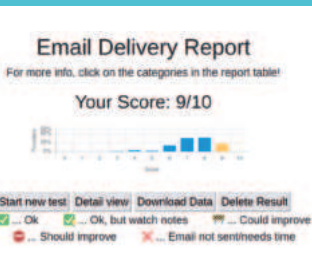 Email Delivery Report
For more info, click on the categories in the report table!
Your Score: 9/10
Start new test Detail view Download Data Delete Result
... Ok ... Ok, but watch notes ... Could improve
... Should improve ... Email not sent/needs time